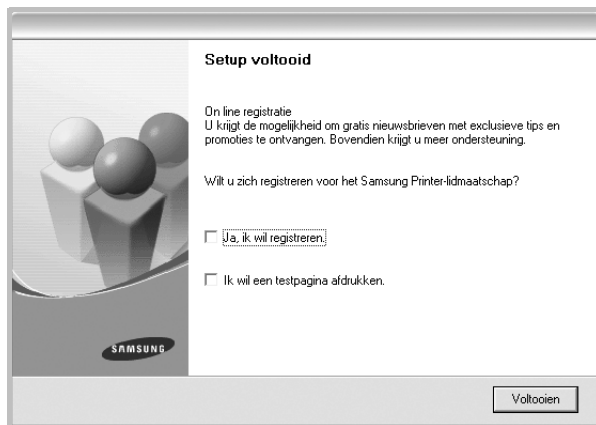 Setup voltooid
On line registratie
U krijgt de mogelijkheid om gratis nieuwsbrieven met exclusieve tips en
promoties te ontvangen. Bovendien krijgt u meer ondersteuning.
Wilt u zich registreren voor het Samsung Printer-lidmaatschap?
Ja, ik wil registreren.
Ik wil een testpagina afdrukken.
SAMSUNG
Voltooien